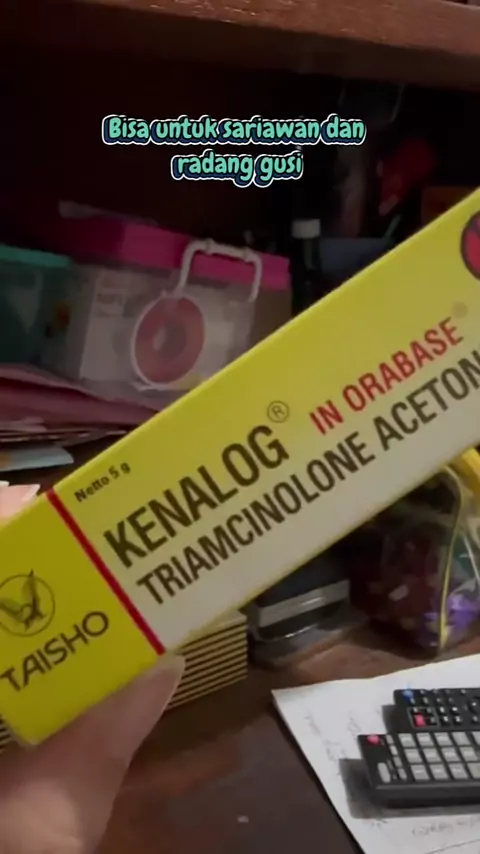 Bisa untuk sariawan dan
radang gusi
Netto 5 g
KENALOG® IN ORABASE®
TRIAMCINOLONE ACETON
TAISHO